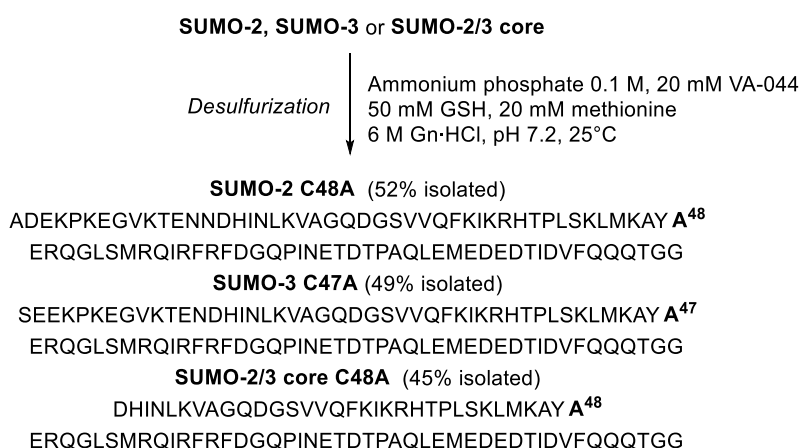 SUMO-2, SUMO-3 or SUMO-2/3 core
Desulfurization
Ammonium phosphate 0.1 M, 20 mM VA-044
50 mM GSH, 20 mM methionine
6 M Gn·HCl, pH 7.2, 25°C
SUMO-2 C48A (52% isolated)
ADEKPKEGVKTENNDHINLKVAGQDGSVVQFKIKRHTPLSKLMKAY A⁴⁸
ERQGLSMRQIRFRFDGQPINETDTPAQLEMEDEDTIDVFQQQTGG
SUMO-3 C47A (49% isolated)
SEEKPKEGVKTENDHINLKVAGQDGSVVQFKIKRHTPLSKLMKAY A⁴⁷
ERQGLSMRQIRFRFDGQPINETDTPAQLEMEDEDTIDVFQQQTGG
SUMO-2/3 core C48A (45% isolated)
DHINLKVAGQDGSVVQFKIKRHTPLSKLMKAY A⁴⁸
ERQGLSMRQIRFRFDGQPINETDTPAQLEMEDEDTIDVFQQQTGG